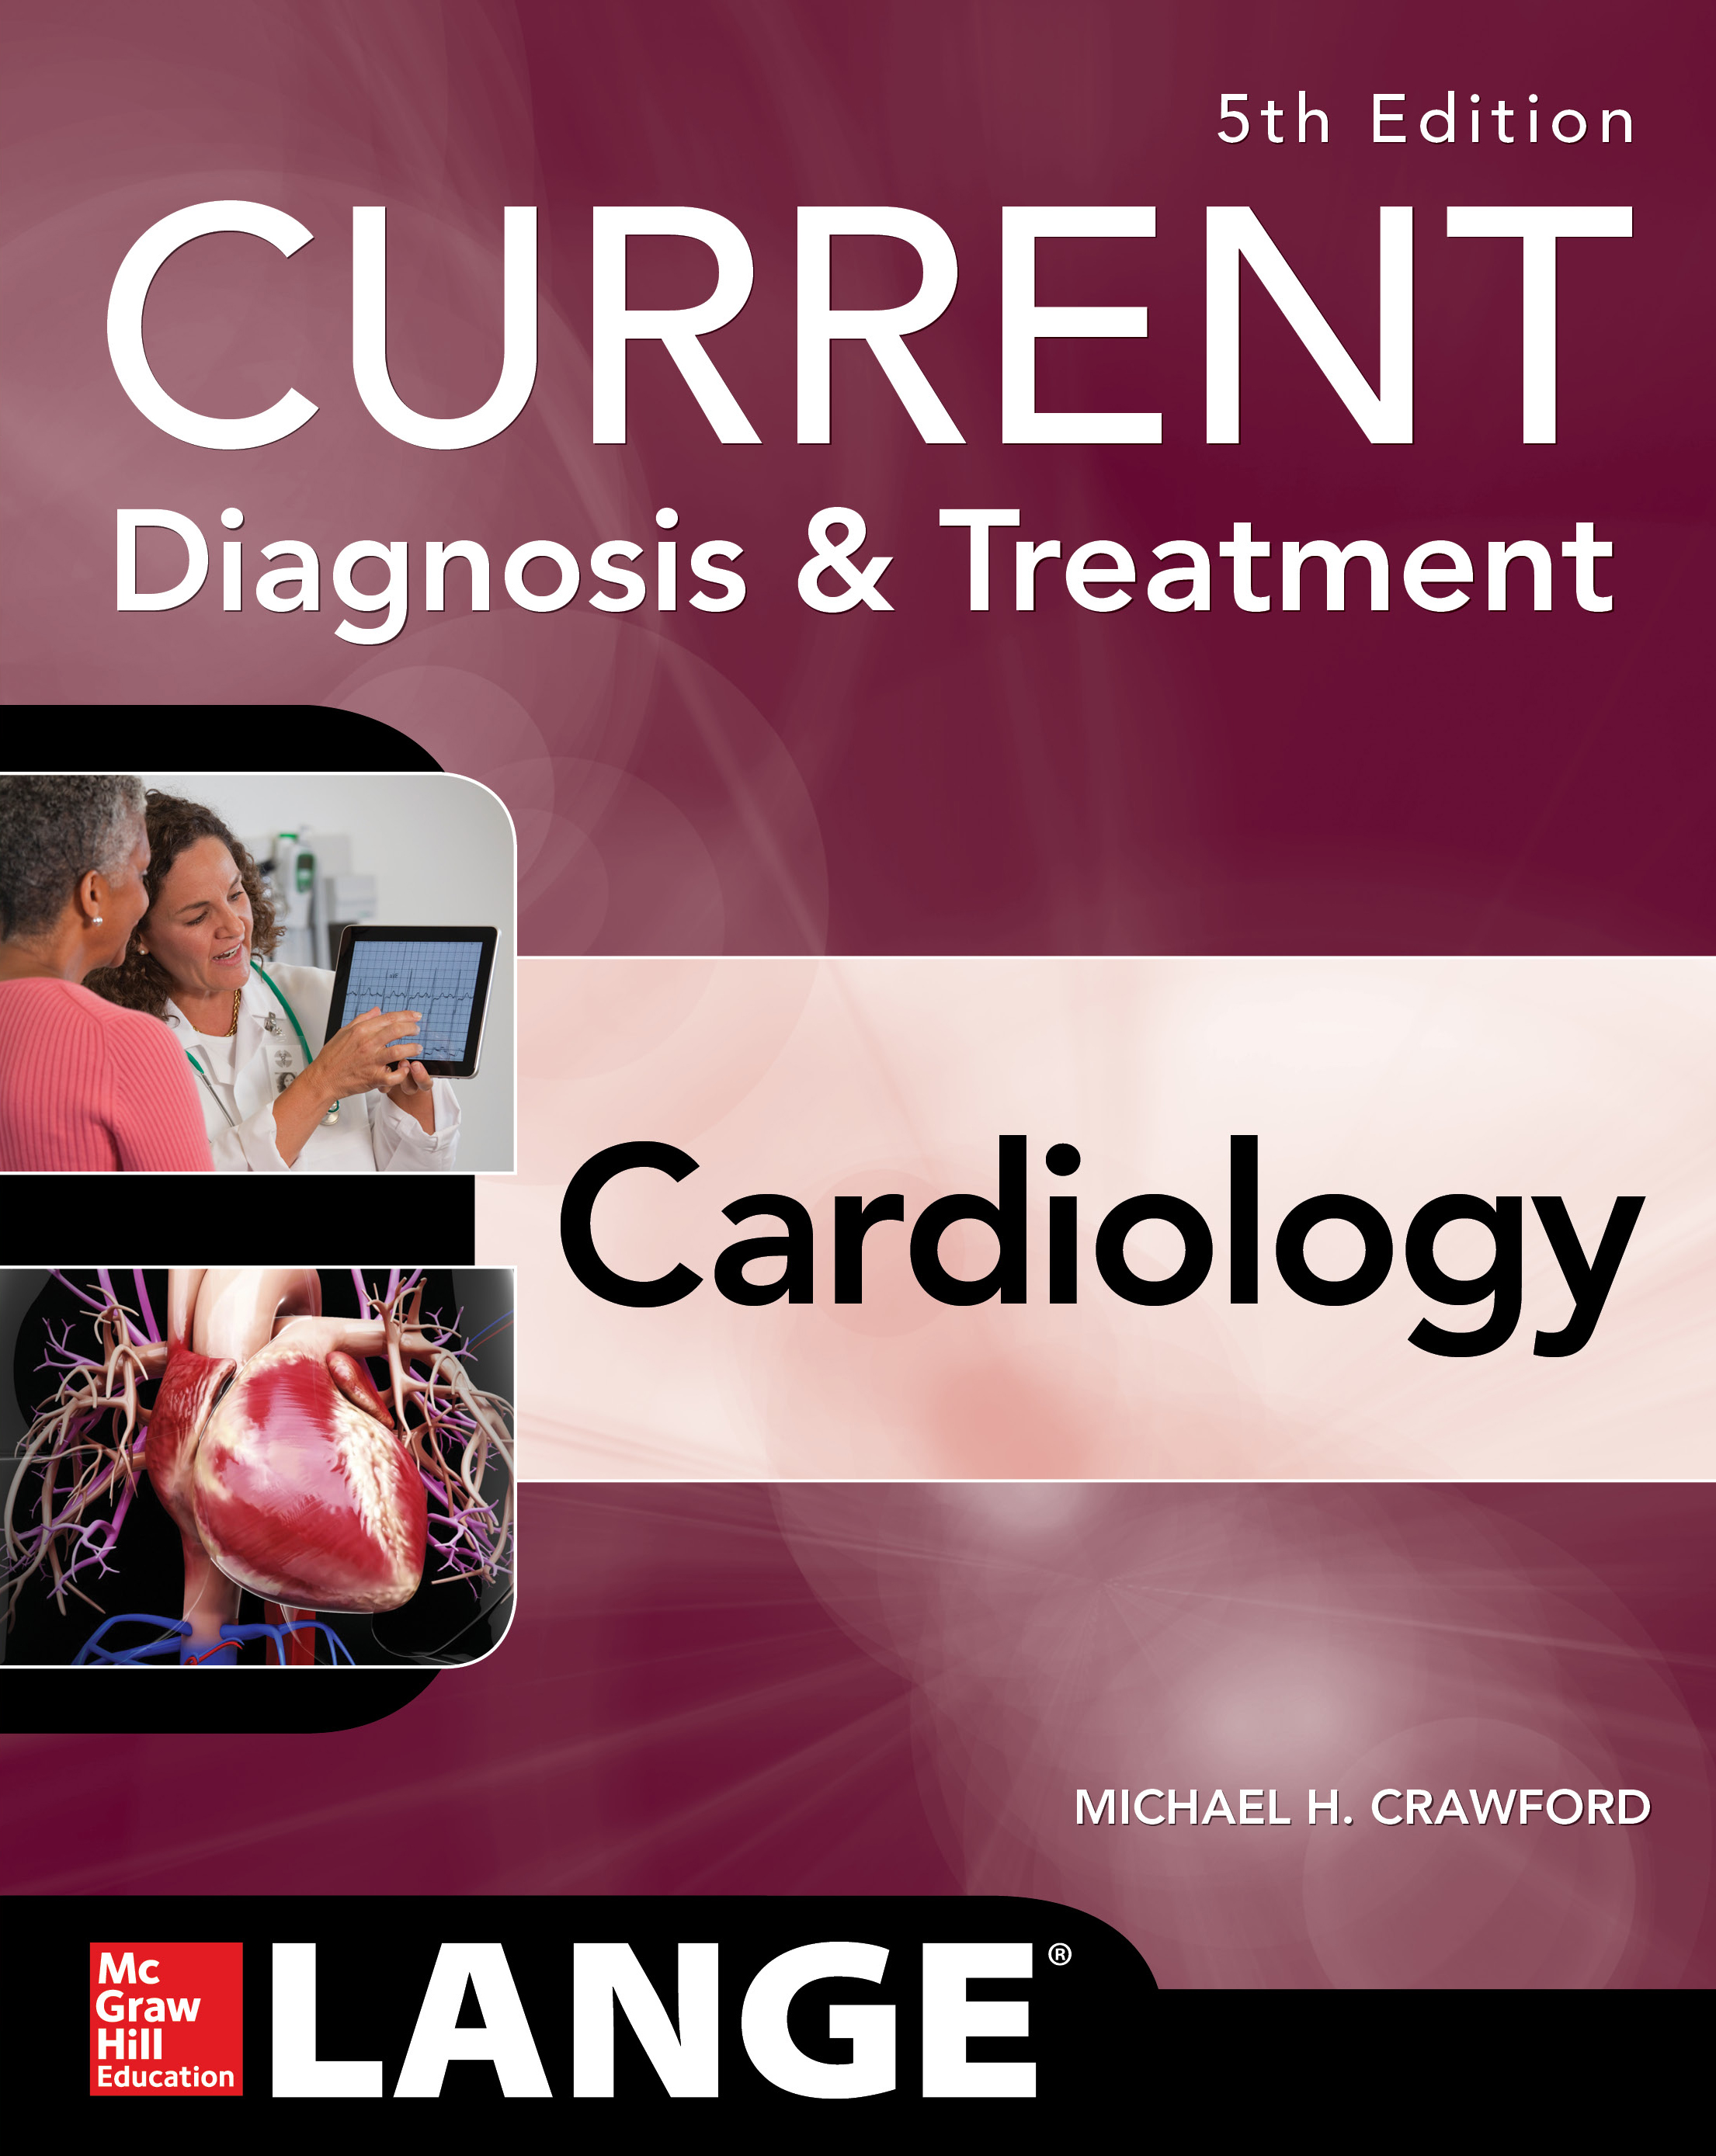 5th Edition
CURRENT
Diagnosis & Treatment
Cardiology
MICHAEL H. CRAWFORD
Mc
Graw
Hill
Education
LANGE®